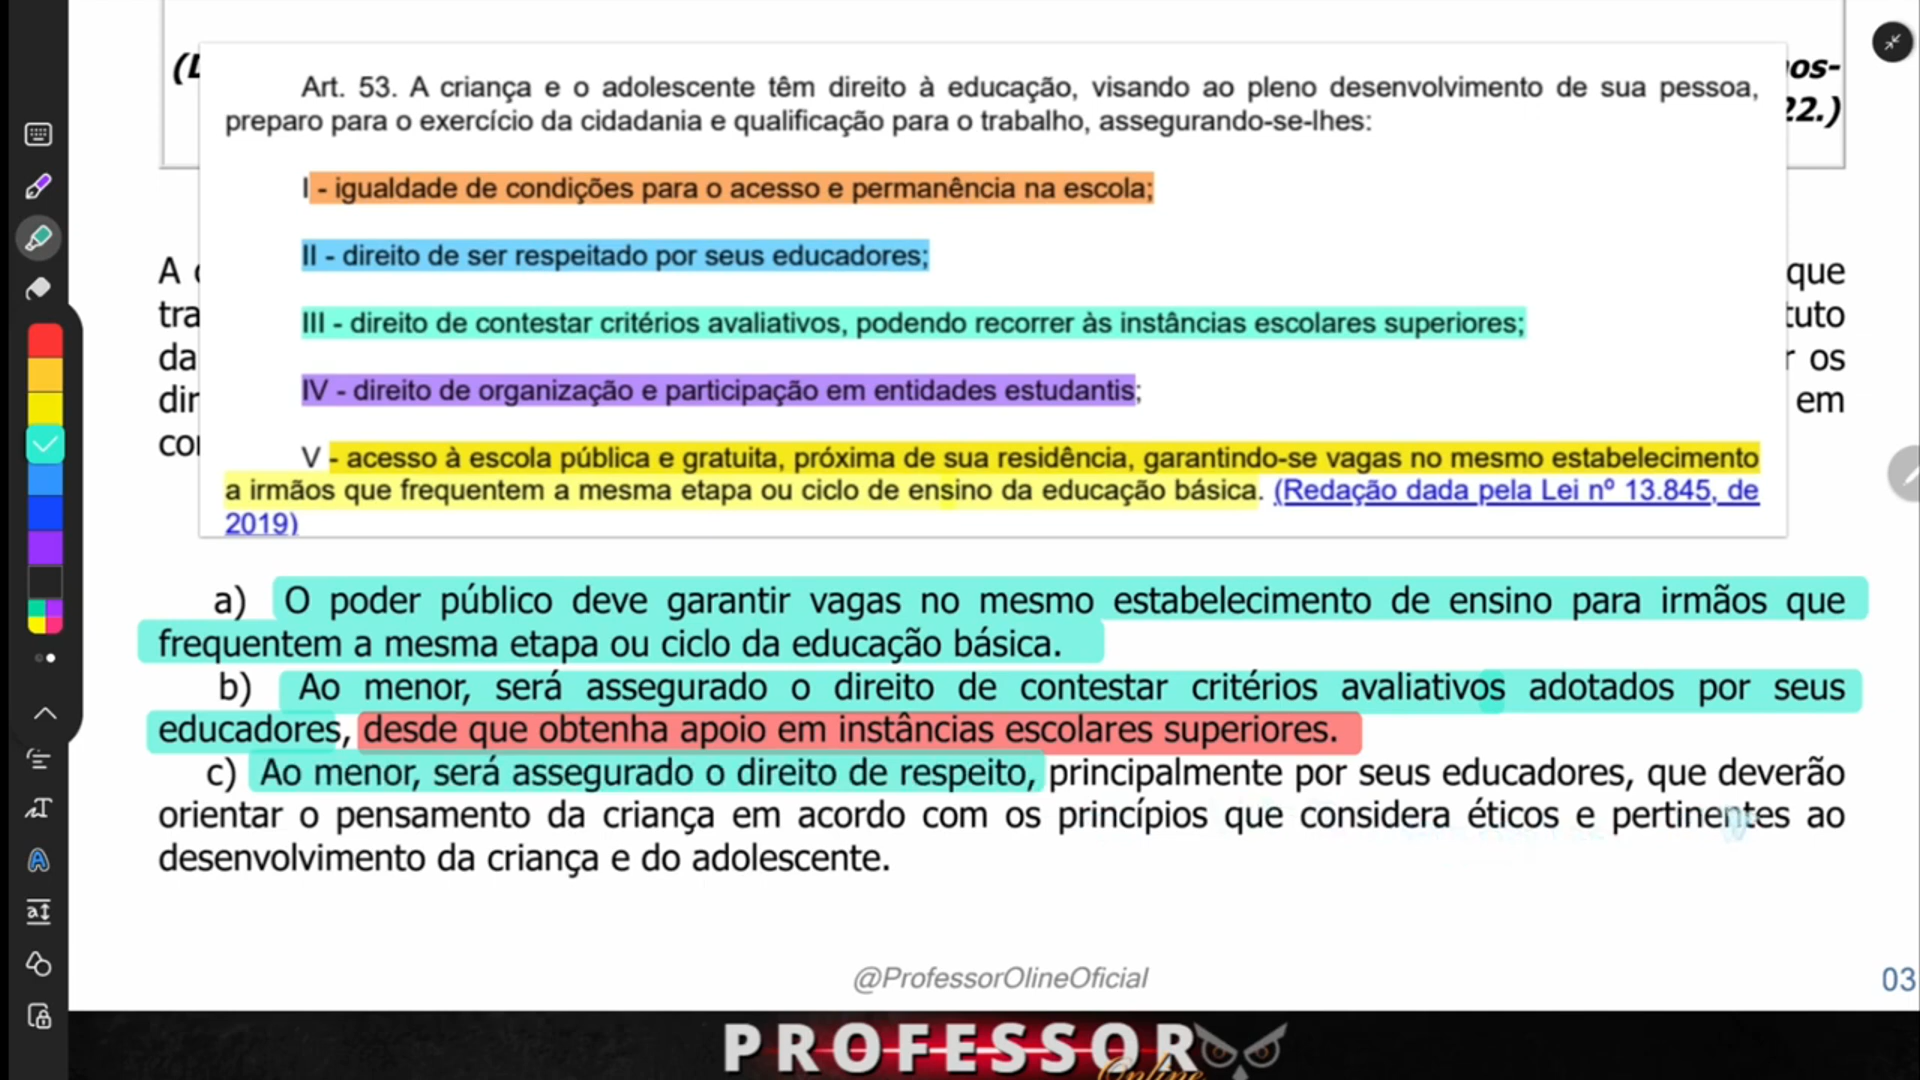 (L
Art. 53. A criança e o adolescente têm direito à educação, visando ao pleno desenvolvimento de sua pessoa,
preparo para o exercício da cidadania e qualificação para o trabalho, assegurando-se-lhes:
os-
22.)
I - igualdade de condições para o acesso e permanência na escola;
II - direito de ser respeitado por seus educadores;
III - direito de contestar critérios avaliativos, podendo recorrer às instâncias escolares superiores;
IV - direito de organização e participação em entidades estudantis;
V - acesso à escola pública e gratuita, próxima de sua residência, garantindo-se vagas no mesmo estabelecimento
a irmãos que frequentem a mesma etapa ou ciclo de ensino da educação básica. (Redação dada pela Lei nº 13.845, de
2019)
A que
tra tuto
da os
dir em
a) O poder público deve garantir vagas no mesmo estabelecimento de ensino para irmãos que
frequentem a mesma etapa ou ciclo da educação básica.
b) Ao menor, será assegurado o direito de contestar critérios avaliativos adotados por seus
educadores, desde que obtenha apoio em instâncias escolares superiores.
c) Ao menor, será assegurado o direito de respeito, principalmente por seus educadores, que deverão
orientar o pensamento da criança em acordo com os princípios que considera éticos e pertinentes ao
desenvolvimento da criança e do adolescente.
@ProfessorOlineOficial
03
PROFESSOR
Online